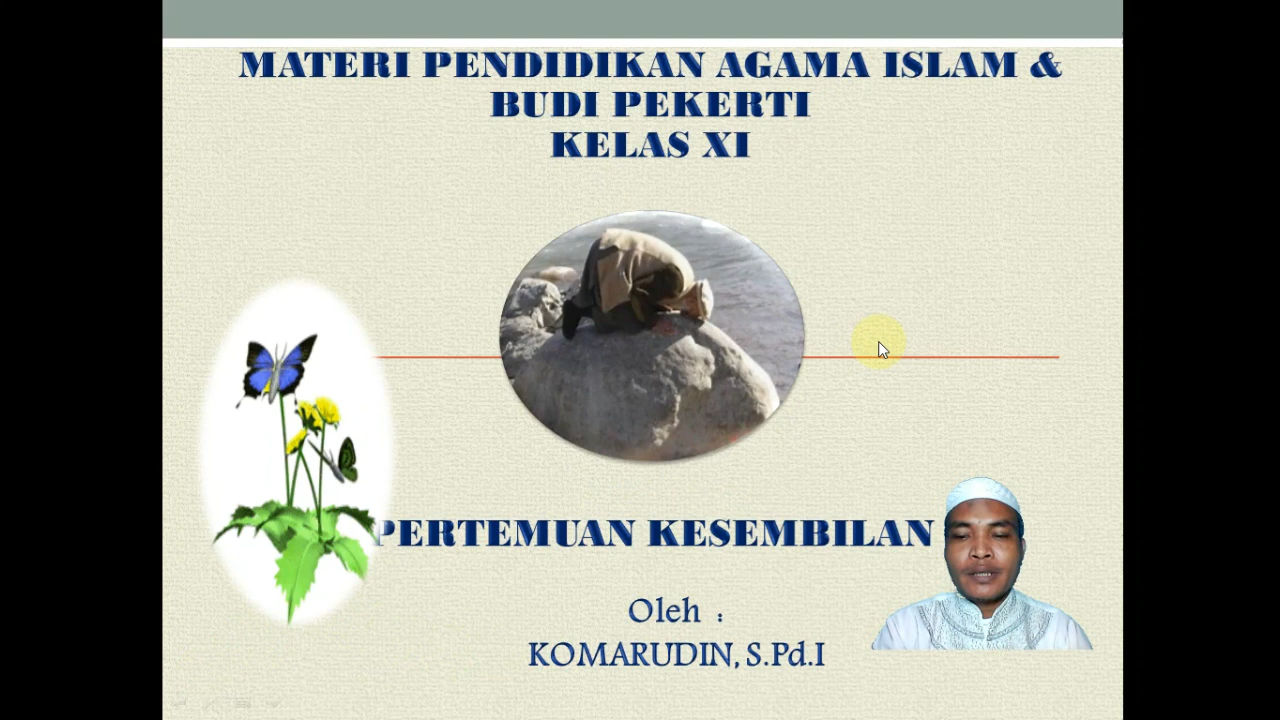 MATERI PENDIDIKAN AGAMA ISLAM &
BUDI PEKERTI
KELAS XI
PERTEMUAN KESEMBILAN
Oleh :
KOMARUDIN, S.Pd.I